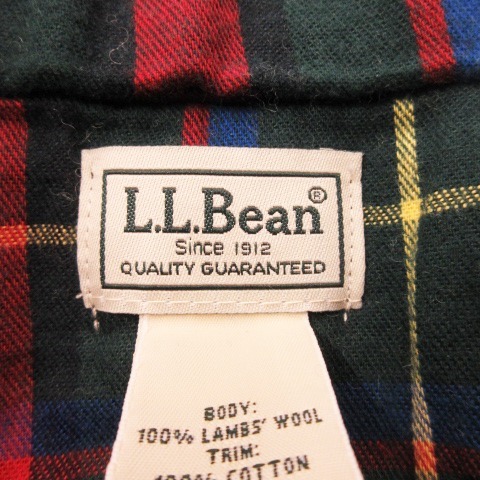 L.L.Bean®
Since 1912
QUALITY GUARANTEED
BODY:
100% LAMBS' WOOL
TRIM:
100% COTTON